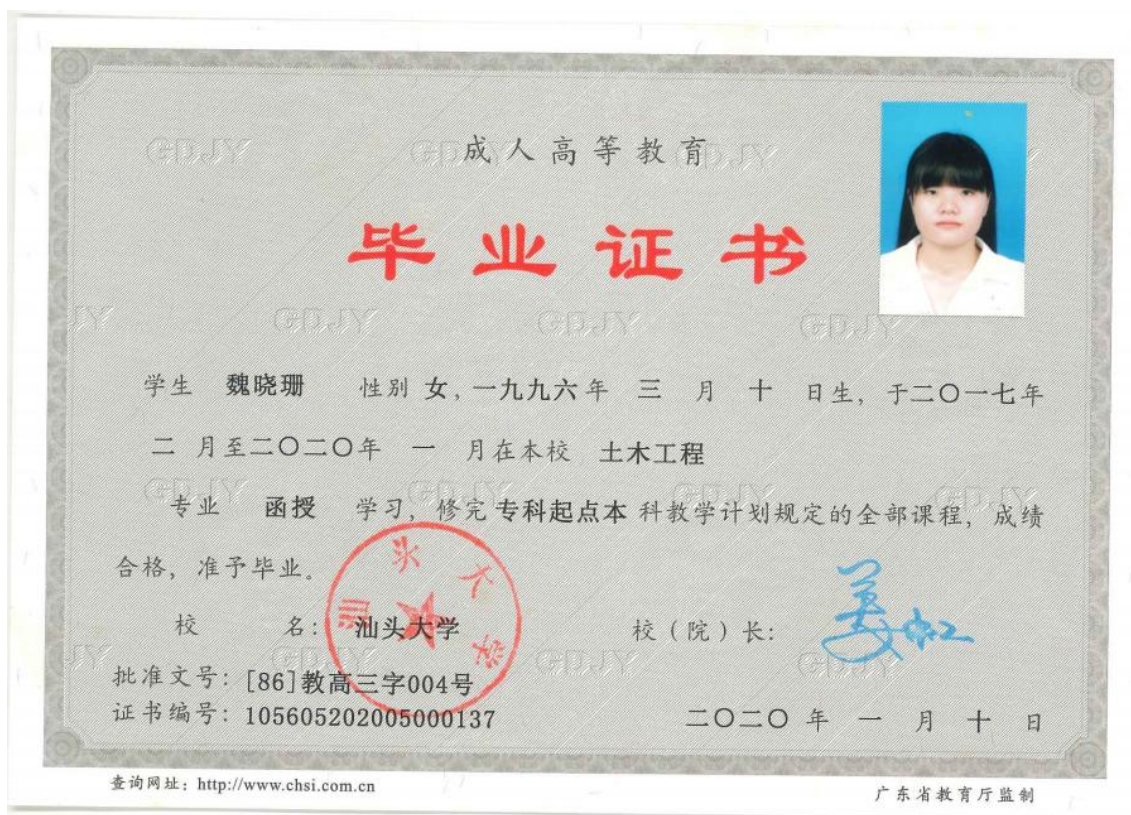 成人高等教育
毕业证书
学生 魏晓珊 性别 女,一九九六年 三 月 十 日生,于二〇一七年
二 月至二〇二〇年 一 月在本校 土木工程
专业 函授 学习,修完 专科起点本 科教学计划规定的全部课程,成绩
合格,准予毕业。
汕头大学
校 名: 汕头大学 校(院)长: 姜虹
批准文号: [86]教高三字004号
证书编号: 105605202005000137 二〇二〇 年 一 月 十 日
查询网址: http://www.chsi.com.cn 广东省教育厅监制
GDJY